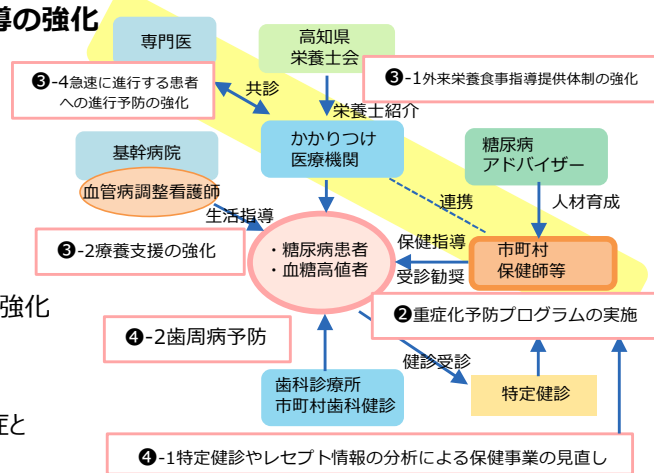 導の強化
専門医
高知県
栄養士会
❸-4急速に進行する患者
への進行予防の強化
共診
❸-1外来栄養食事指導提供体制の強化
栄養士紹介
かかりつけ
医療機関
糖尿病
アドバイザー
基幹病院
血管病調整看護師
生活指導
連携
人材育成
❸-2療養支援の強化
・糖尿病患者
・血糖高値者
保健指導
受診勧奨
市町村
保健師等
強化
❹-2歯周病予防
❷重症化予防プログラムの実施
健診受診
歯科診療所
市町村歯科健診
特定健診
症と
❹-1特定健診やレセプト情報の分析による保健事業の見直し